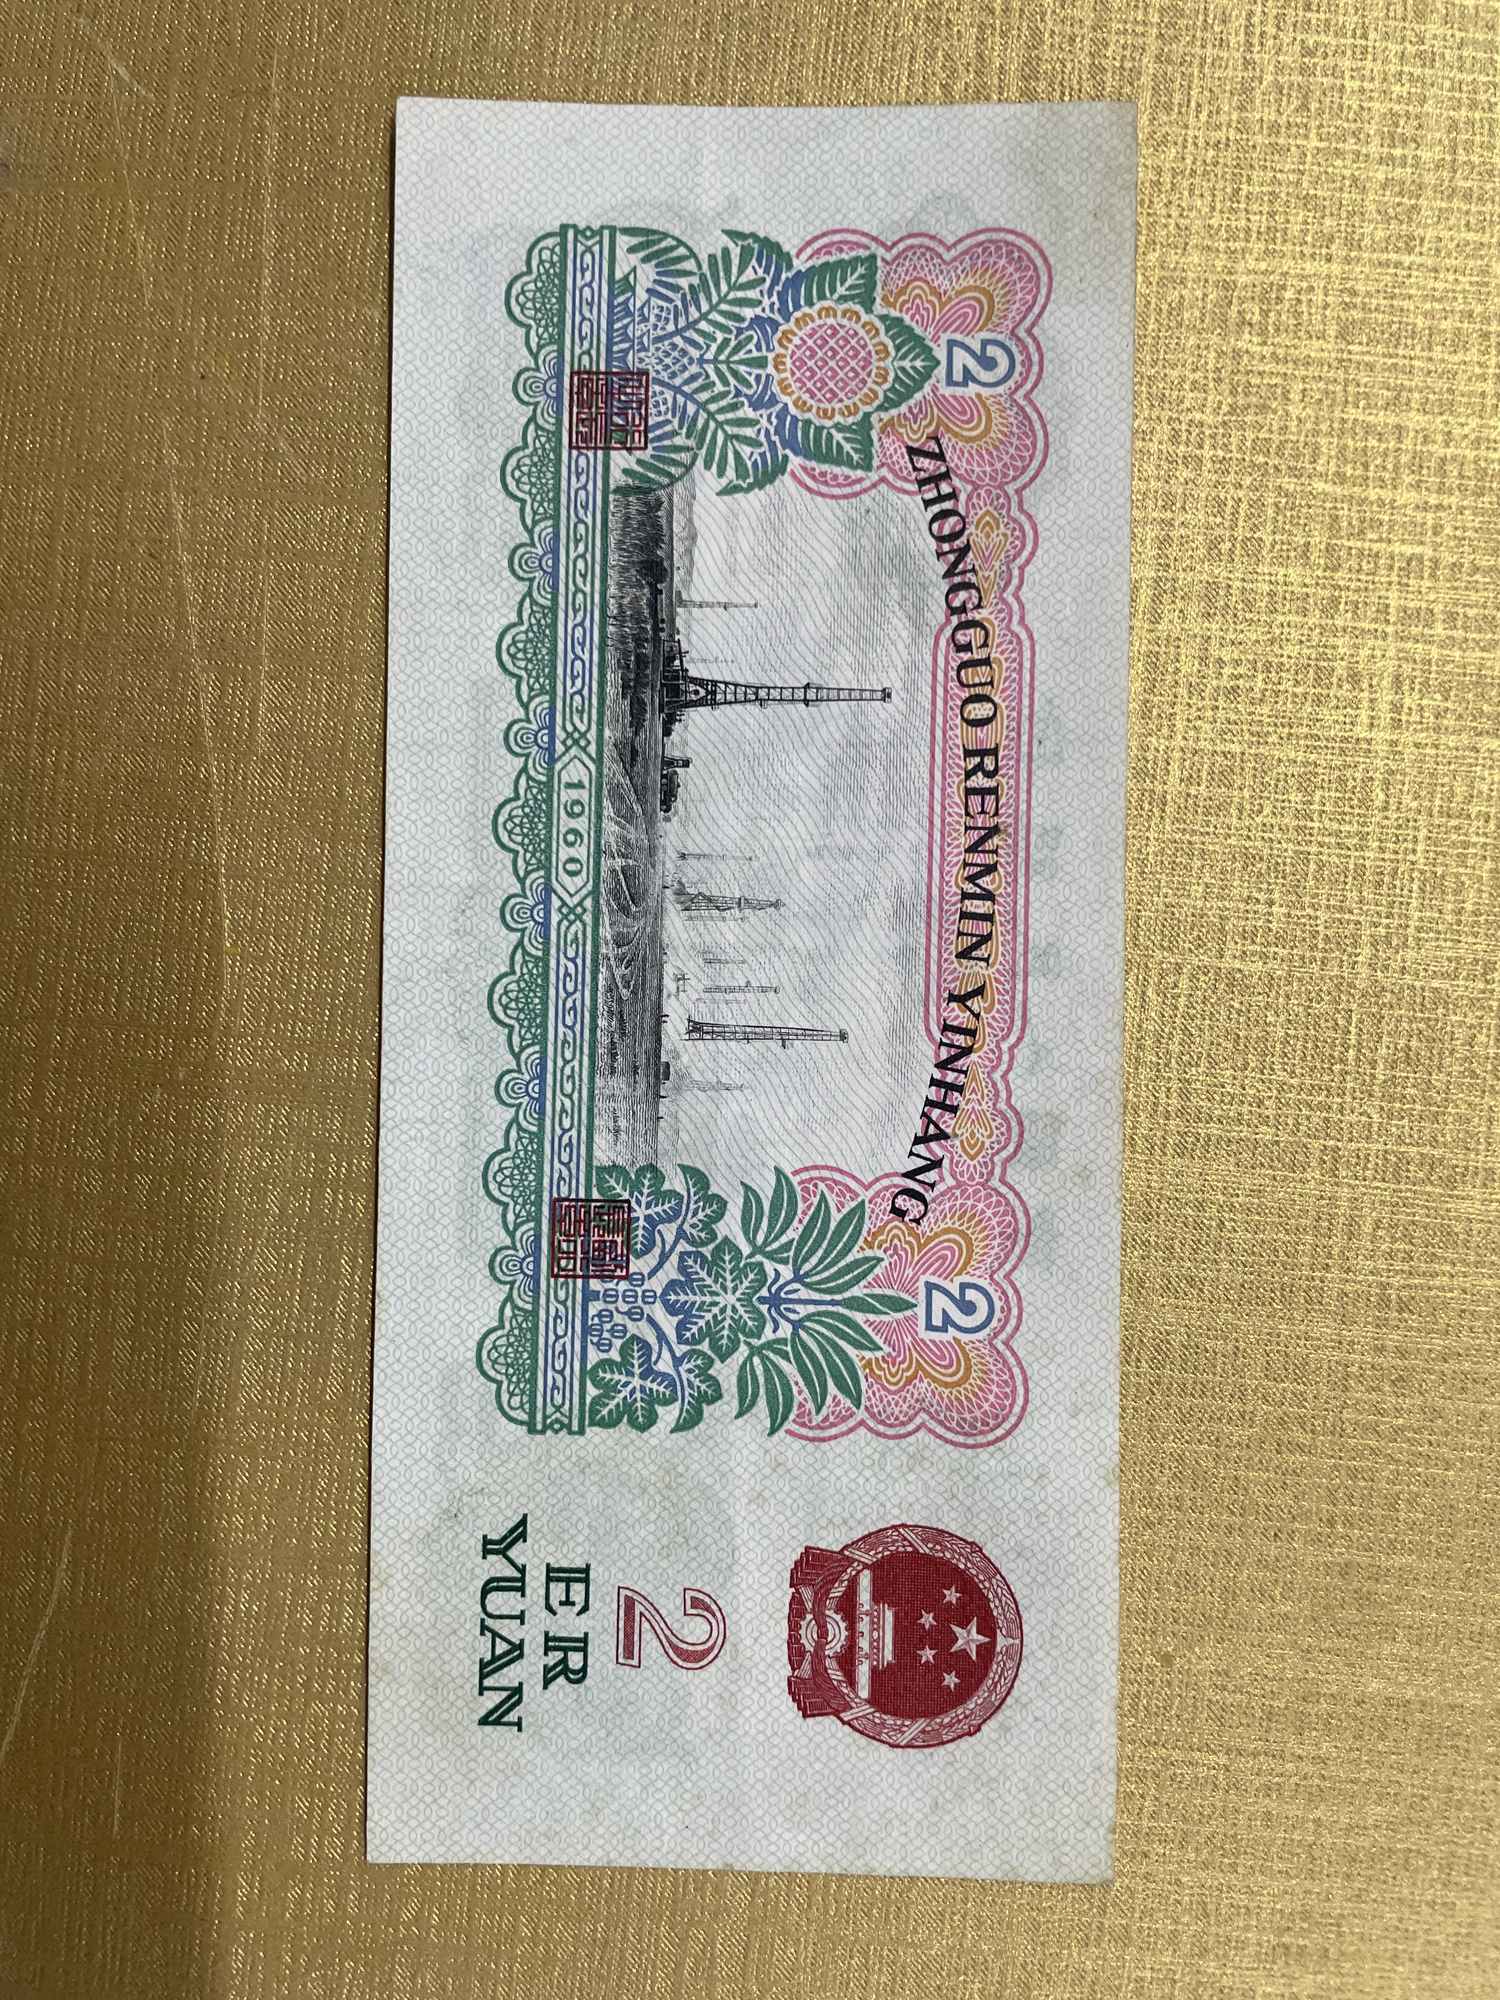 ZHONGGUO RENMIN YINHANG
2
2
1960
2
ER
YUAN